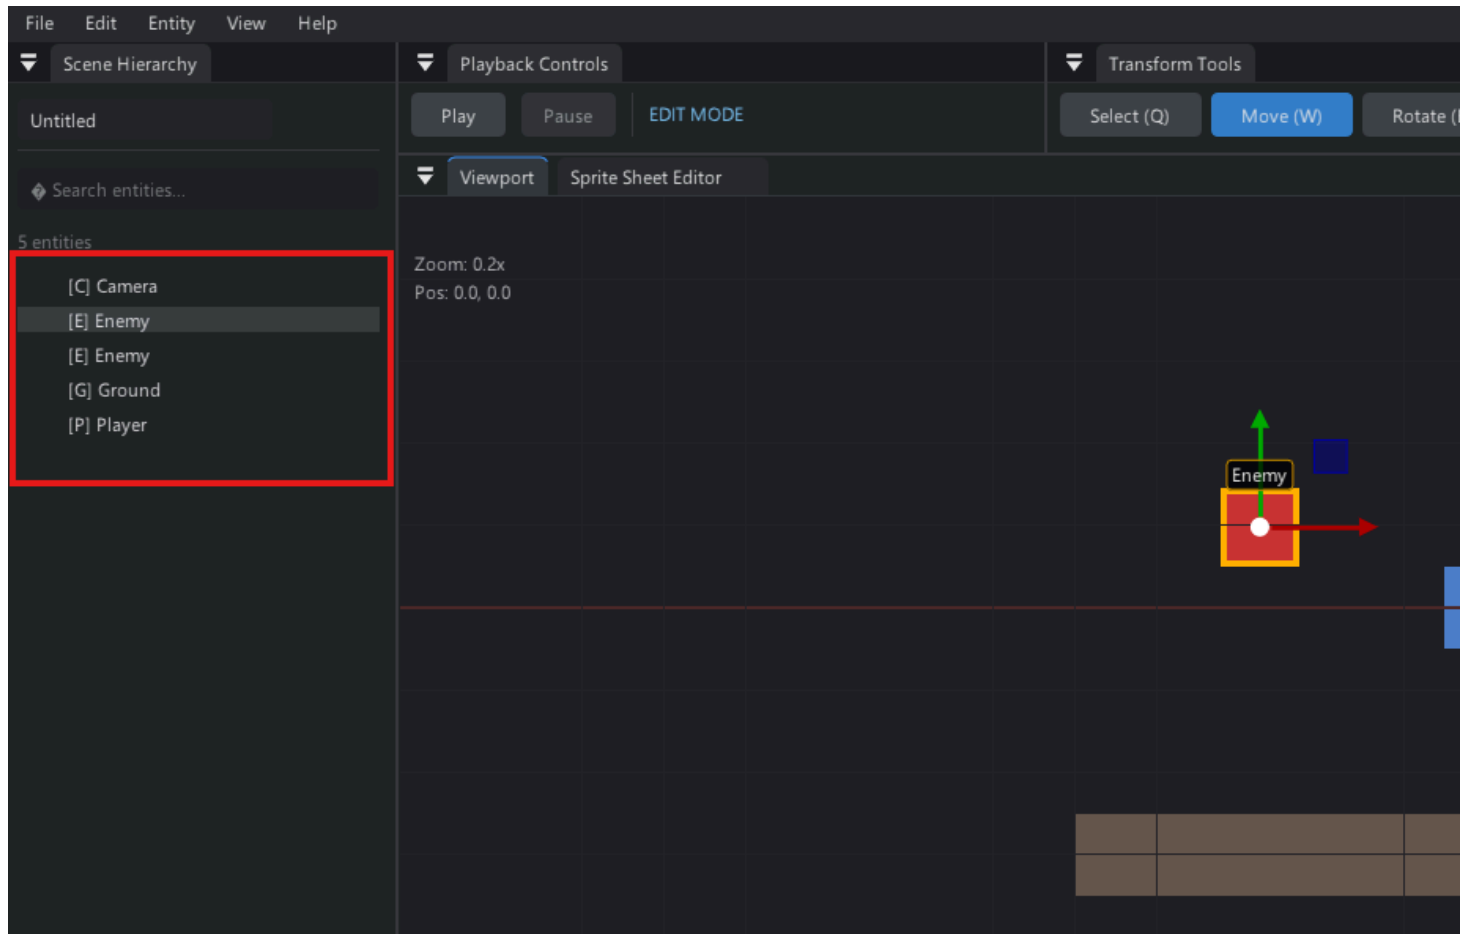 File Edit Entity View Help
Scene Hierarchy
Untitled
Search entities...
5 entities
[C] Camera
[E] Enemy
[E] Enemy
[G] Ground
[P] Player
Playback Controls
Play Pause EDIT MODE
Transform Tools
Select (Q) Move (W) Rotate (
Viewport Sprite Sheet Editor
Zoom: 0.2x
Pos: 0.0, 0.0
Enemy